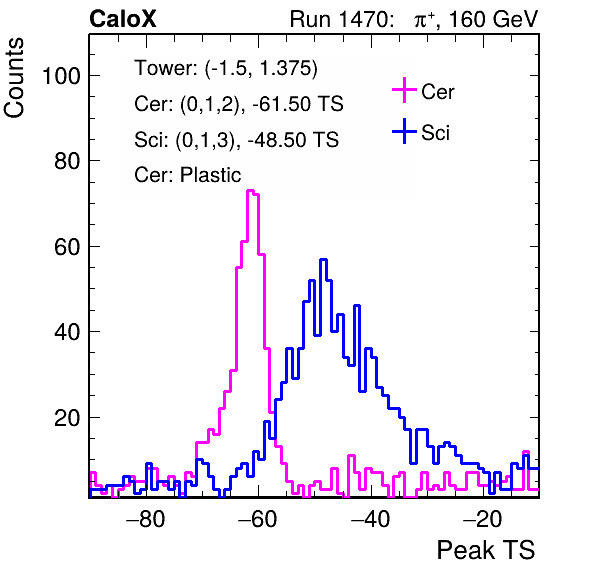 CaloX Run 1470: π⁺, 160 GeV
Counts
Tower: (-1.5, 1.375)
Cer: (0,1,2), -61.50 TS
Sci: (0,1,3), -48.50 TS
Cer: Plastic
Cer
Sci
100
80
60
40
20
−80 −60 −40 −20
Peak TS